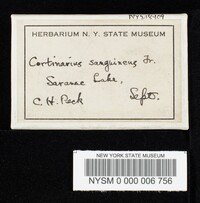 HERBARIUM N. Y. STATE MUSEUM
Cortinarius sanguineus Fr.
Saranac Lake,
C. H. Peck Sept.
NEW YORK STATE MUSEUM
NYSM 0 000 006 756